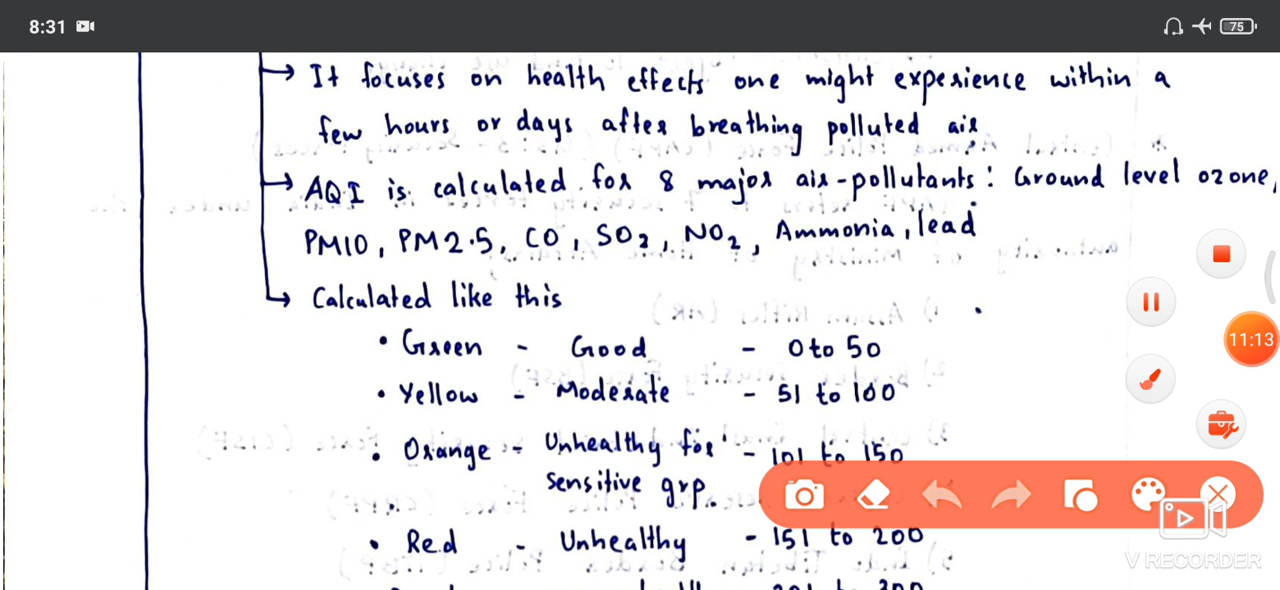 8:31
75
→ It focuses on health effects one might experience within a
few hours or days after breathing polluted air
→ AQI is calculated for 8 major air-pollutants: Ground level ozone,
PM10, PM2.5, CO, SO2, NO2, Ammonia, lead
→ Calculated like this
• Green - Good - 0 to 50
• Yellow - Moderate - 51 to 100
• Orange - Unhealthy for - 101 to 150
sensitive grp.
• Red - Unhealthy - 151 to 200
11:13
V RECORDER